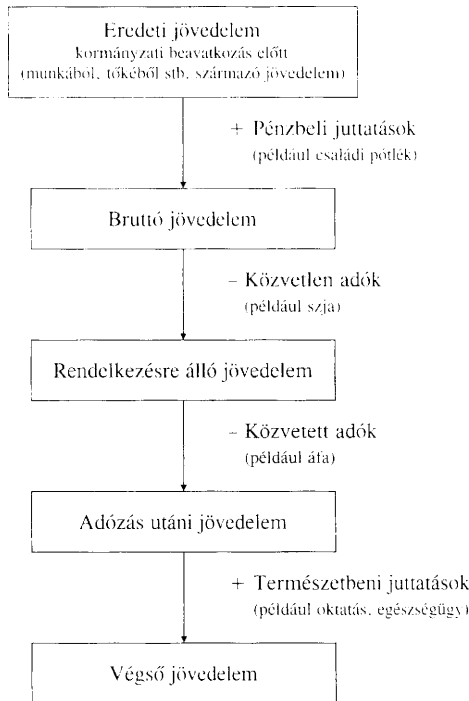 Eredeti jövedelem
kormányzati beavatkozás előtt
(munkából, tőkéből stb. származó jövedelem)
+ Pénzbeli juttatások
(például családi pótlék)
Bruttó jövedelem
– Közvetlen adók
(például szja)
Rendelkezésre álló jövedelem
– Közvetett adók
(például áfa)
Adózás utáni jövedelem
+ Természetbeni juttatások
(például oktatás, egészségügy)
Végső jövedelem